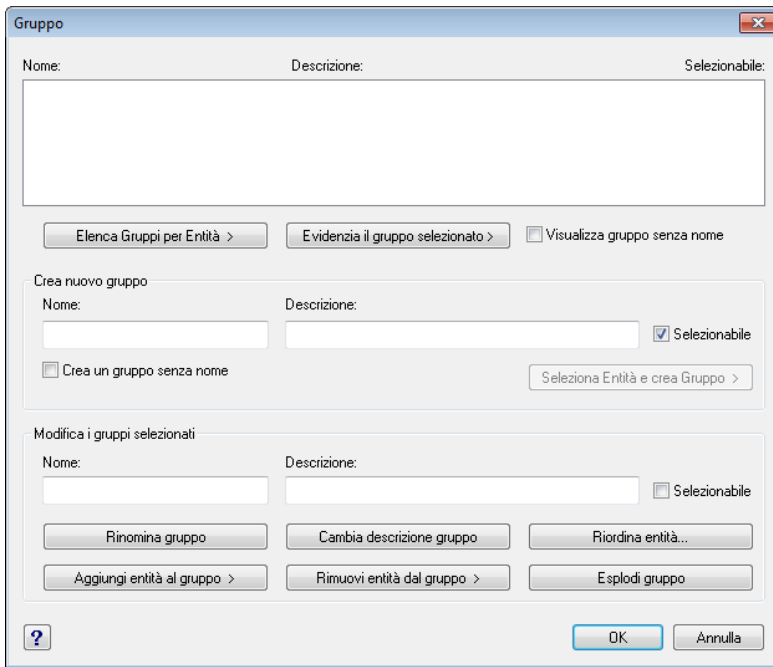 Gruppo
Nome: Descrizione: Selezionabile:
Elenca Gruppi per Entità > Evidenzia il gruppo selezionato > Visualizza gruppo senza nome
Crea nuovo gruppo
Nome: Descrizione:
Selezionabile
Crea un gruppo senza nome Seleziona Entità e crea Gruppo >
Modifica i gruppi selezionati
Nome: Descrizione:
Selezionabile
Rinomina gruppo Cambia descrizione gruppo Riordina entità...
Aggiungi entità al gruppo > Rimuovi entità dal gruppo > Esplodi gruppo
? OK Annulla